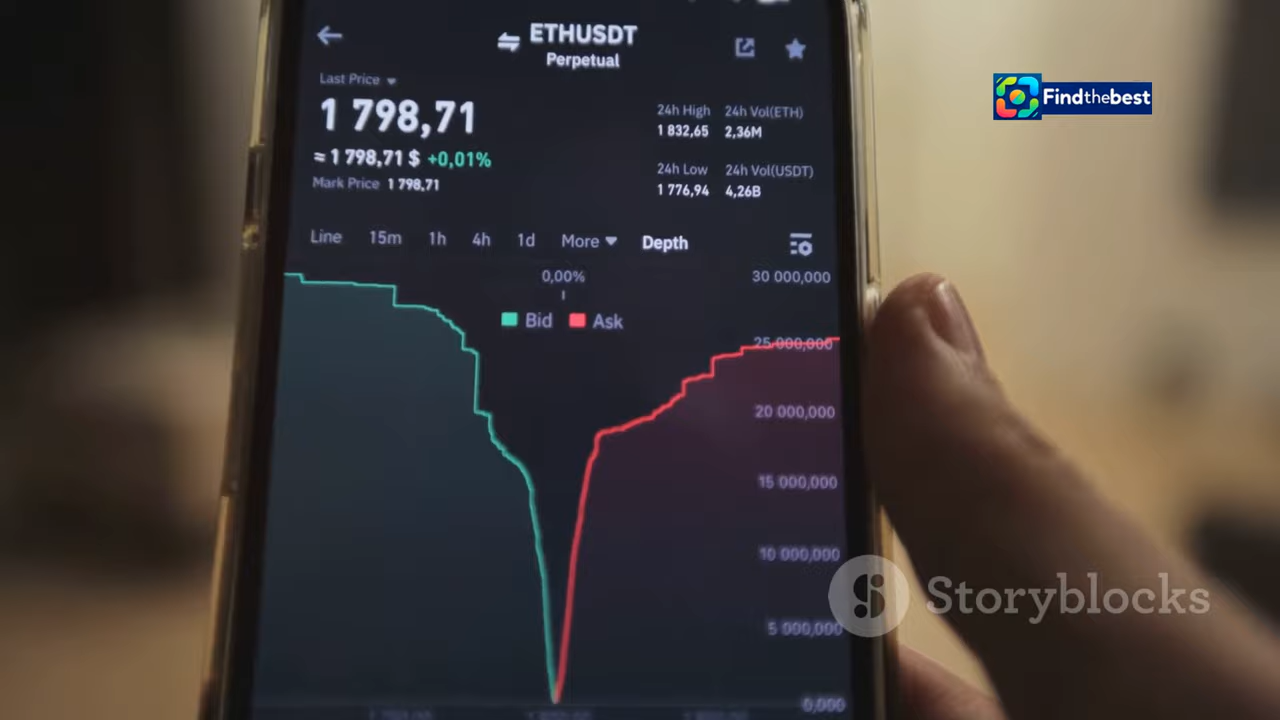 ETHUSDT
Perpetual
Last Price
1 798,71
≈ 1 798,71 $ +0,01%
Mark Price 1 798,71
24h High 24h Vol(ETH)
1 832,65 2,36M
24h Low 24h Vol(USDT)
1 776,94 4,26B
Line 15m 1h 4h 1d More Depth
0,00%
30 000,000
Bid Ask
25 000,000
20 000,000
15 000,000
10 000,000
5 000,000
0,000
Findthebest
Storyblocks